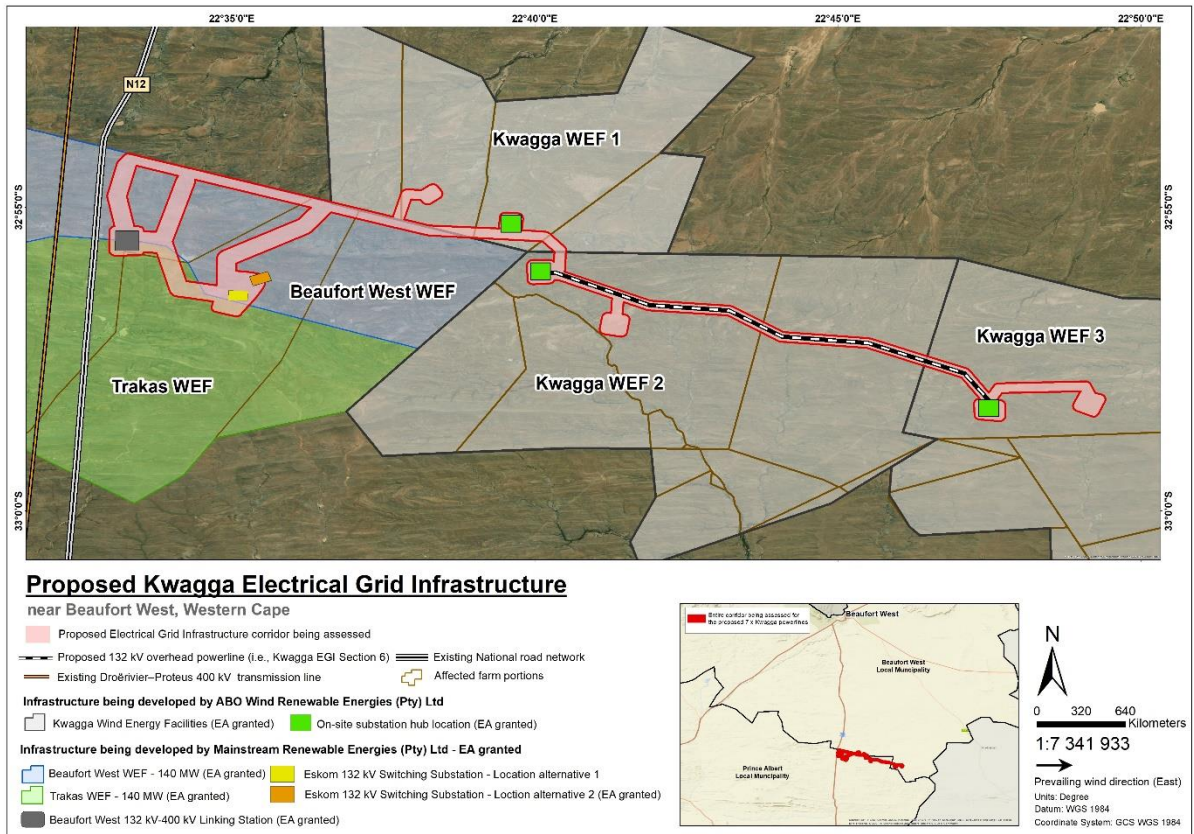 22°35'0"E 22°40'0"E 22°45'0"E 22°50'0"E
N12
Kwagga WEF 1
32°55'0"S 32°55'0"S
Beaufort West WEF
Kwagga WEF 3
Trakas WEF
Kwagga WEF 2
33°0'0"S 33°0'0"S
Proposed Kwagga Electrical Grid Infrastructure
near Beaufort West, Western Cape
Proposed Electrical Grid Infrastructure corridor being assessed
Proposed 132 kV overhead powerline (i.e., Kwagga EGI Section 6) Existing National road network
Existing Droërivier–Proteus 400 kV transmission line Affected farm portions
Infrastructure being developed by ABO Wind Renewable Energies (Pty) Ltd
Kwagga Wind Energy Facilities (EA granted) On-site substation hub location (EA granted)
Infrastructure being developed by Mainstream Renewable Energies (Pty) Ltd - EA granted
Beaufort West WEF - 140 MW (EA granted) Eskom 132 kV Switching Substation - Location alternative 1
Trakas WEF - 140 MW (EA granted) Eskom 132 kV Switching Substation - Loction alternative 2 (EA granted)
Beaufort West 132 kV-400 kV Linking Station (EA granted)
Entire corridor being assessed for
the proposed 7 x Kwagga powerlines
Beaufort West
Beaufort West
Local Municipality
Prince Albert
Local Muncipality
N
0 320 640
Kilometers
1:7 341 933
Prevailing wind direction (East)
Units: Degree
Datum: WGS 1984
Coordinate System: GCS WGS 1984